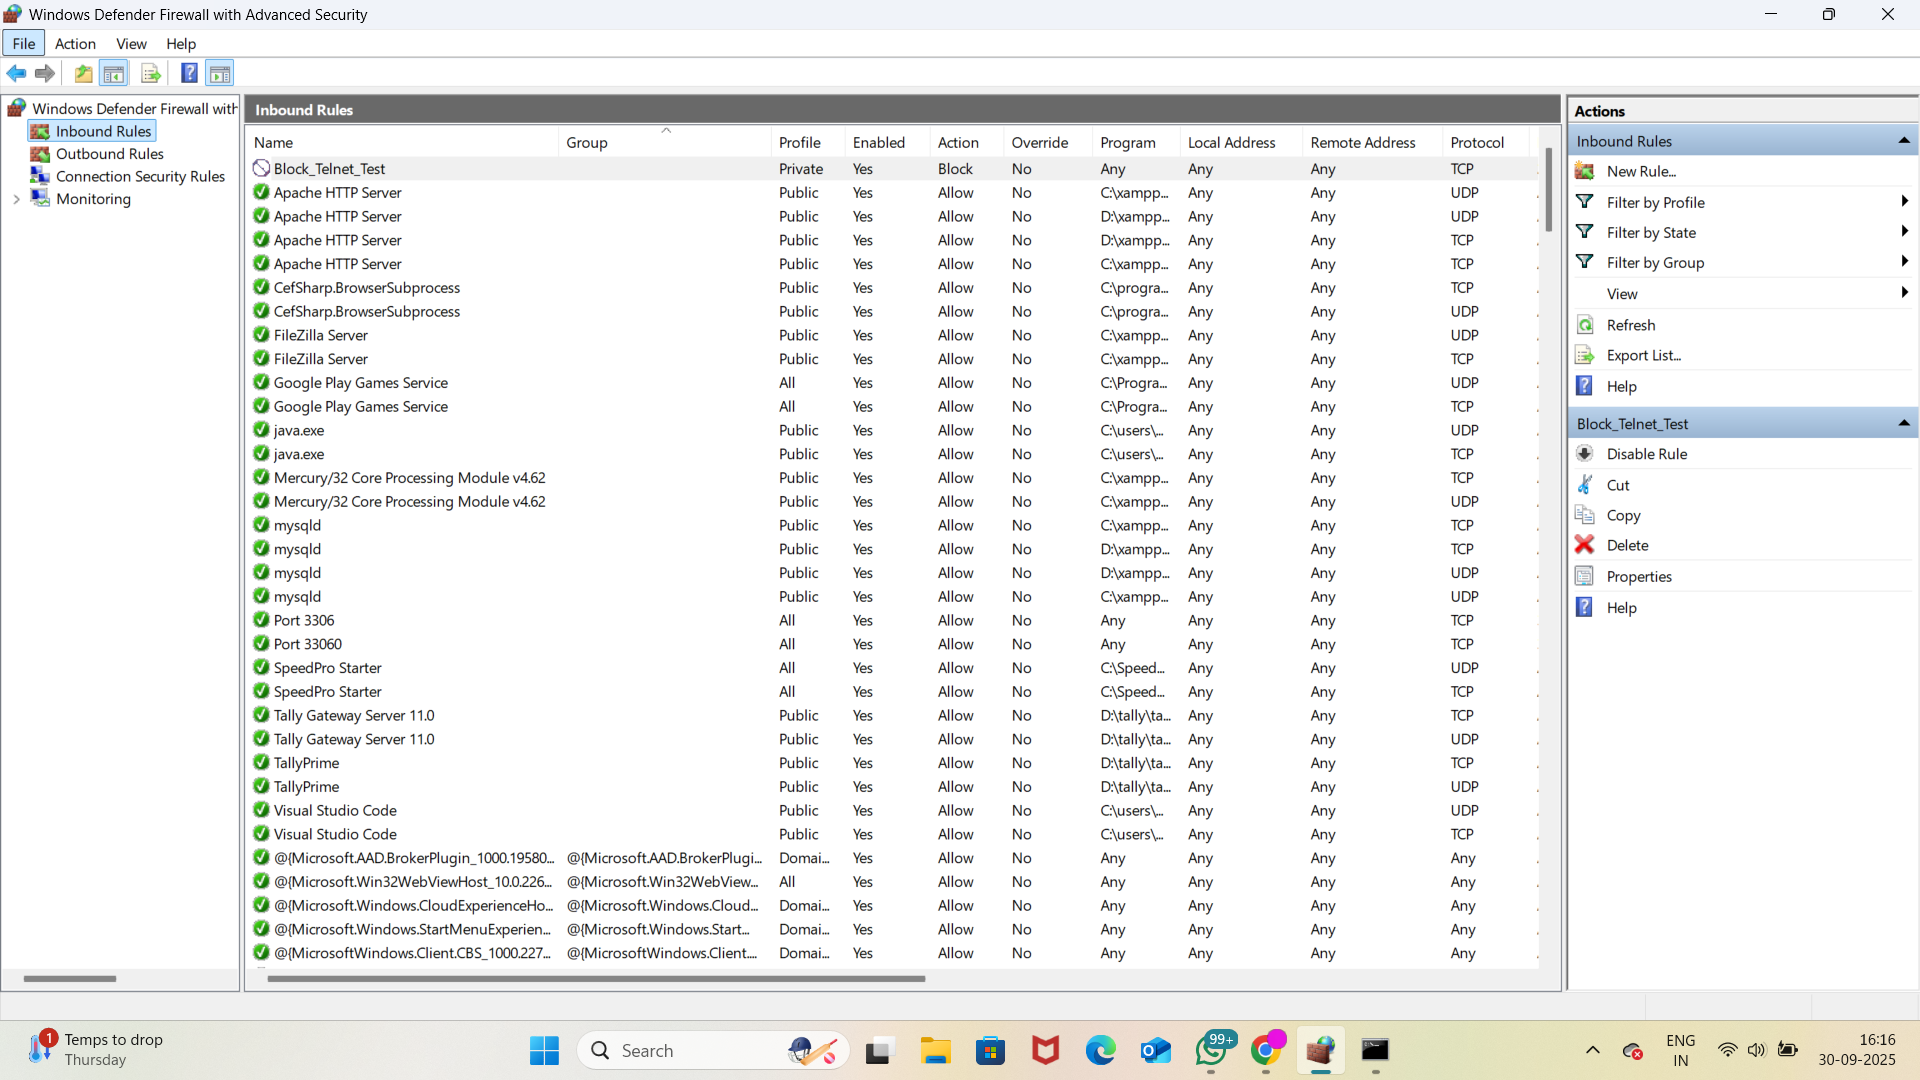 Windows Defender Firewall with Advanced Security
File Action View Help
Windows Defender Firewall with
Inbound Rules
Outbound Rules
Connection Security Rules
Monitoring
Inbound Rules
Name Group Profile Enabled Action Override Program Local Address Remote Address Protocol
Block_Telnet_Test Private Yes Block No Any Any Any TCP
Apache HTTP Server Public Yes Allow No C:\xampp... Any Any UDP
Apache HTTP Server Public Yes Allow No D:\xampp... Any Any UDP
Apache HTTP Server Public Yes Allow No D:\xampp... Any Any TCP
Apache HTTP Server Public Yes Allow No C:\xampp... Any Any TCP
CefSharp.BrowserSubprocess Public Yes Allow No C:\progra... Any Any TCP
CefSharp.BrowserSubprocess Public Yes Allow No C:\progra... Any Any UDP
FileZilla Server Public Yes Allow No C:\xampp... Any Any UDP
FileZilla Server Public Yes Allow No C:\xampp... Any Any TCP
Google Play Games Service All Yes Allow No C:\Progra... Any Any UDP
Google Play Games Service All Yes Allow No C:\Progra... Any Any TCP
java.exe Public Yes Allow No C:\users\... Any Any UDP
java.exe Public Yes Allow No C:\users\... Any Any TCP
Mercury/32 Core Processing Module v4.62 Public Yes Allow No C:\xampp... Any Any TCP
Mercury/32 Core Processing Module v4.62 Public Yes Allow No C:\xampp... Any Any UDP
mysqld Public Yes Allow No C:\xampp... Any Any TCP
mysqld Public Yes Allow No D:\xampp... Any Any TCP
mysqld Public Yes Allow No D:\xampp... Any Any UDP
mysqld Public Yes Allow No C:\xampp... Any Any UDP
Port 3306 All Yes Allow No Any Any Any TCP
Port 33060 All Yes Allow No Any Any Any TCP
SpeedPro Starter All Yes Allow No C:\Speed... Any Any UDP
SpeedPro Starter All Yes Allow No C:\Speed... Any Any TCP
Tally Gateway Server 11.0 Public Yes Allow No D:\tally\ta... Any Any TCP
Tally Gateway Server 11.0 Public Yes Allow No D:\tally\ta... Any Any UDP
TallyPrime Public Yes Allow No D:\tally\ta... Any Any TCP
TallyPrime Public Yes Allow No D:\tally\ta... Any Any UDP
Visual Studio Code Public Yes Allow No C:\users\... Any Any UDP
Visual Studio Code Public Yes Allow No C:\users\... Any Any TCP
@{Microsoft.AAD.BrokerPlugin_1000.19580... @{Microsoft.AAD.BrokerPlugi... Domai... Yes Allow No Any Any Any Any
@{Microsoft.Win32WebViewHost_10.0.226... @{Microsoft.Win32WebView... All Yes Allow No Any Any Any Any
@{Microsoft.Windows.CloudExperienceHo... @{Microsoft.Windows.Cloud... Domai... Yes Allow No Any Any Any Any
@{Microsoft.Windows.StartMenuExperien... @{Microsoft.Windows.Start... Domai... Yes Allow No Any Any Any Any
@{MicrosoftWindows.Client.CBS_1000.227... @{MicrosoftWindows.Client.... Domai... Yes Allow No Any Any Any Any
Actions
Inbound Rules
New Rule...
Filter by Profile
Filter by State
Filter by Group
View
Refresh
Export List...
Help
Block_Telnet_Test
Disable Rule
Cut
Copy
Delete
Properties
Help
1
Temps to drop
Thursday
Search
99+
ENG
IN
16:16
30-09-2025